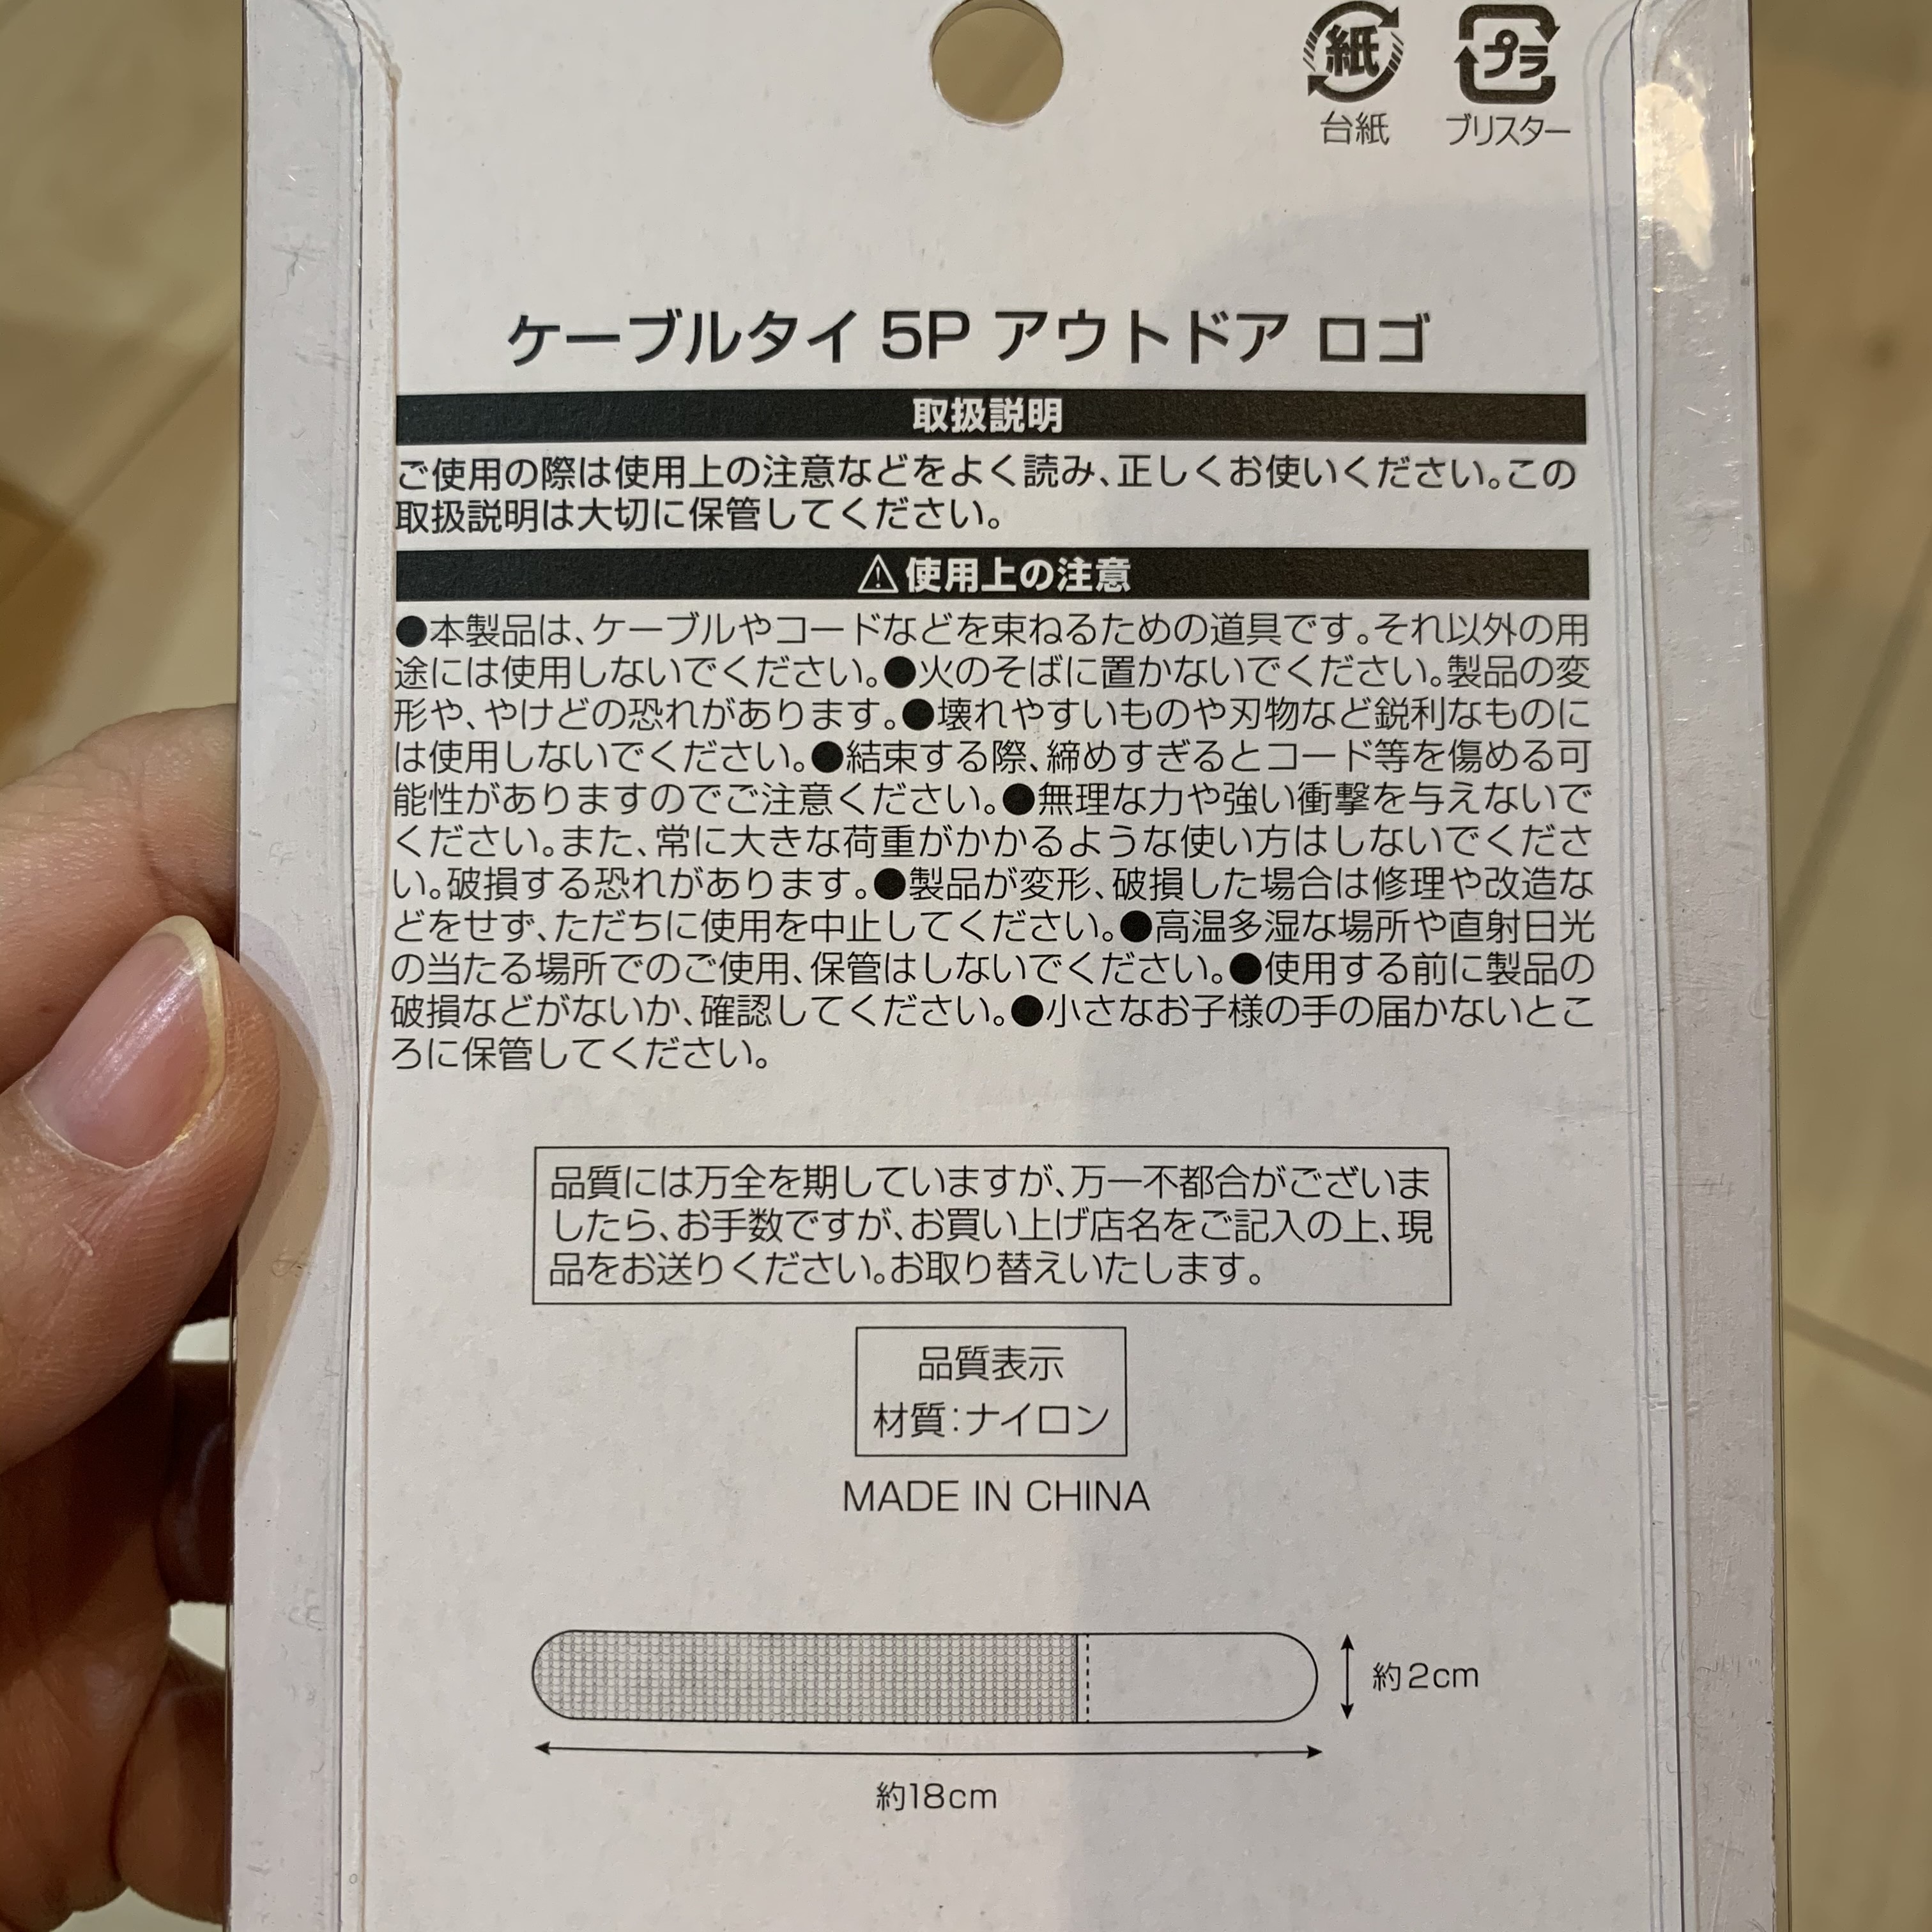 紙 プラ
台紙 ブリスター
ケーブルタイ 5P アウトドア ロゴ
取扱説明
ご使用の際は使用上の注意などをよく読み、正しくお使いください。この
取扱説明は大切に保管してください。
⚠使用上の注意
●本製品は、ケーブルやコードなどを束ねるための道具です。それ以外の用
途には使用しないでください。●火のそばに置かないでください。製品の変
形や、やけどの恐れがあります。●壊れやすいものや刃物など鋭利なものに
は使用しないでください。●結束する際、締めすぎるとコード等を傷める可
能性がありますのでご注意ください。●無理な力や強い衝撃を与えないで
ください。また、常に大きな荷重がかかるような使い方はしないでくださ
い。破損する恐れがあります。●製品が変形、破損した場合は修理や改造な
どをせず、ただちに使用を中止してください。●高温多湿な場所や直射日光
の当たる場所でのご使用、保管はしないでください。●使用する前に製品の
破損などがないか、確認してください。●小さなお子様の手の届かないとこ
ろに保管してください。
品質には万全を期していますが、万一不都合がございま
したら、お手数ですが、お買い上げ店名をご記入の上、現
品をお送りください。お取り替えいたします。
品質表示
材質：ナイロン
MADE IN CHINA
約2cm
約18cm